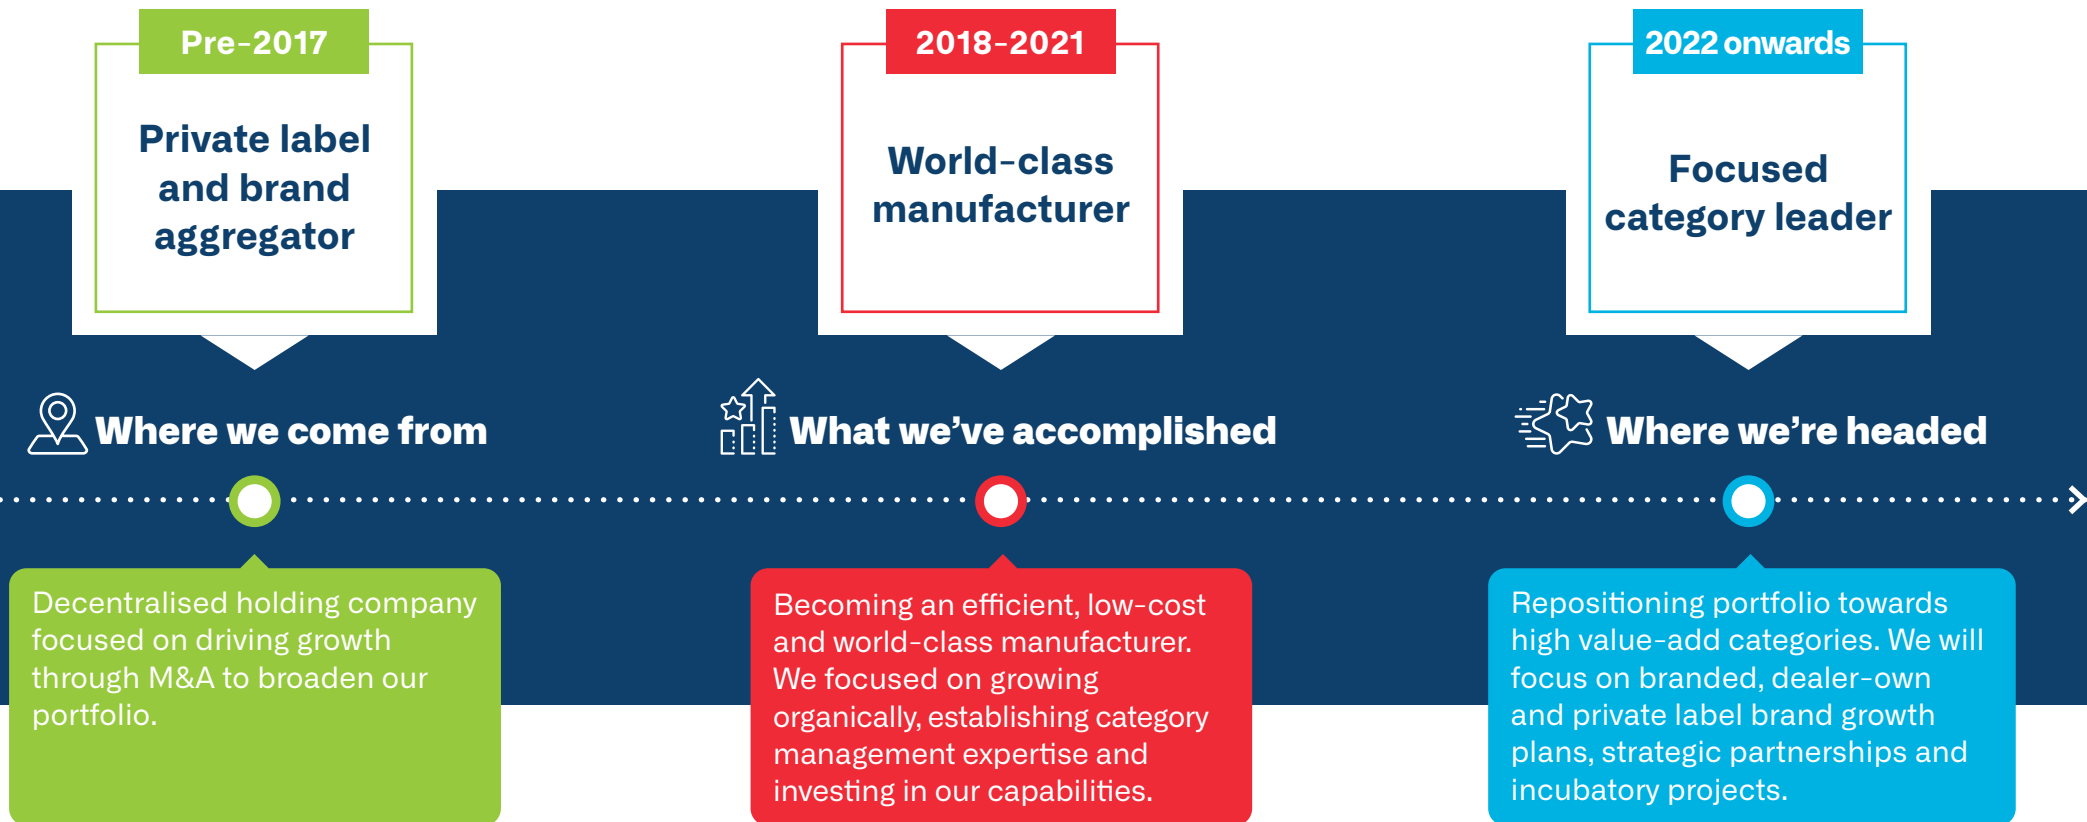 Pre-2017
Private label
and brand
aggregator
Where we come from
Decentralised holding company
focused on driving growth
through M&A to broaden our
portfolio.
2018-2021
World-class
manufacturer
What we've accomplished
Becoming an efficient, low-cost
and world-class manufacturer.
We focused on growing
organically, establishing category
management expertise and
investing in our capabilities.
2022 onwards
Focused
category leader
Where we're headed
Repositioning portfolio towards
high value-add categories. We will
focus on branded, dealer-own
and private label brand growth
plans, strategic partnerships and
incubatory projects.